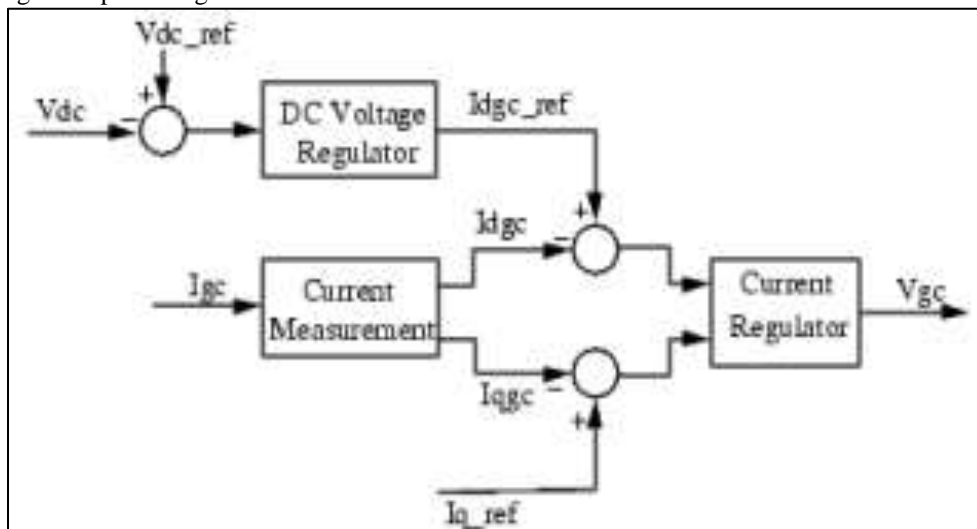 Vdc_ref
+
Vdc
−
DC Voltage
Regulator
Idgc_ref
+
Idgc
−
Igc
Current
Measurement
Current
Regulator
Vgc
Iqgc
−
+
Iq_ref